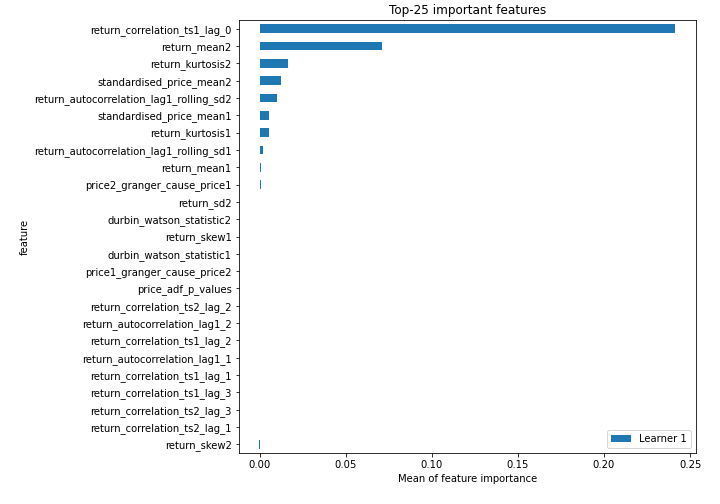 Top-25 important features
return_correlation_ts1_lag_0
return_mean2
return_kurtosis2
standardised_price_mean2
return_autocorrelation_lag1_rolling_sd2
standardised_price_mean1
return_kurtosis1
return_autocorrelation_lag1_rolling_sd1
return_mean1
price2_granger_cause_price1
return_sd2
durbin_watson_statistic2
return_skew1
durbin_watson_statistic1
price1_granger_cause_price2
price_adf_p_values
return_correlation_ts2_lag_2
return_autocorrelation_lag1_2
return_correlation_ts1_lag_2
return_autocorrelation_lag1_1
return_correlation_ts1_lag_1
return_correlation_ts1_lag_3
return_correlation_ts2_lag_3
return_correlation_ts2_lag_1
return_skew2
feature
Learner 1
0.00 0.05 0.10 0.15 0.20 0.25
Mean of feature importance